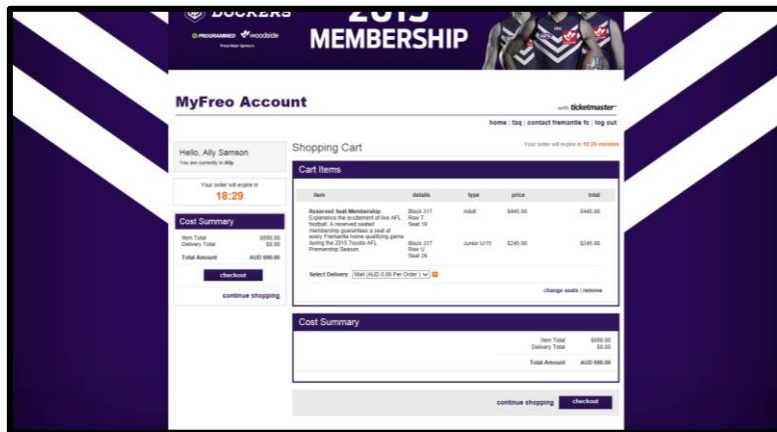 DOCKERS
2015
MEMBERSHIP
PROGRAMMED woodside
MyFreo Account
with ticketmaster
home | faq | contact fremantle fc | log out
Hello, Ally Samson
You are currently in Ally
Your order will expire in
18:29
Cost Summary
Item Total $690.00
Delivery Total $0.00
Total Amount AUD 690.00
checkout
continue shopping
Shopping Cart
Your order will expire in 18:29 minutes
Cart Items
item details type price total
Reserved Seat Membership Block 317 Adult $445.00 $445.00
Experience the excitement of live AFL Row T
football. A reserved seated Seat 19
membership guarantees a seat at
every Fremantle home qualifying game
during the 2015 Toyota AFL Block 317 Junior U/15 $245.00 $245.00
Premiership Season. Row U
Seat 26
Select Delivery Mail (AUD 0.00 Per Order )
change seats | remove
Cost Summary
Item Total $690.00
Delivery Total $0.00
Total Amount AUD 690.00
continue shopping checkout